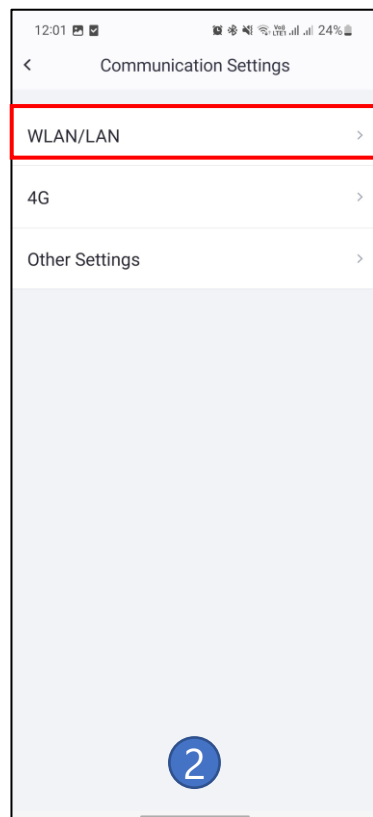 12:01 24%
Communication Settings
WLAN/LAN
4G
Other Settings
2